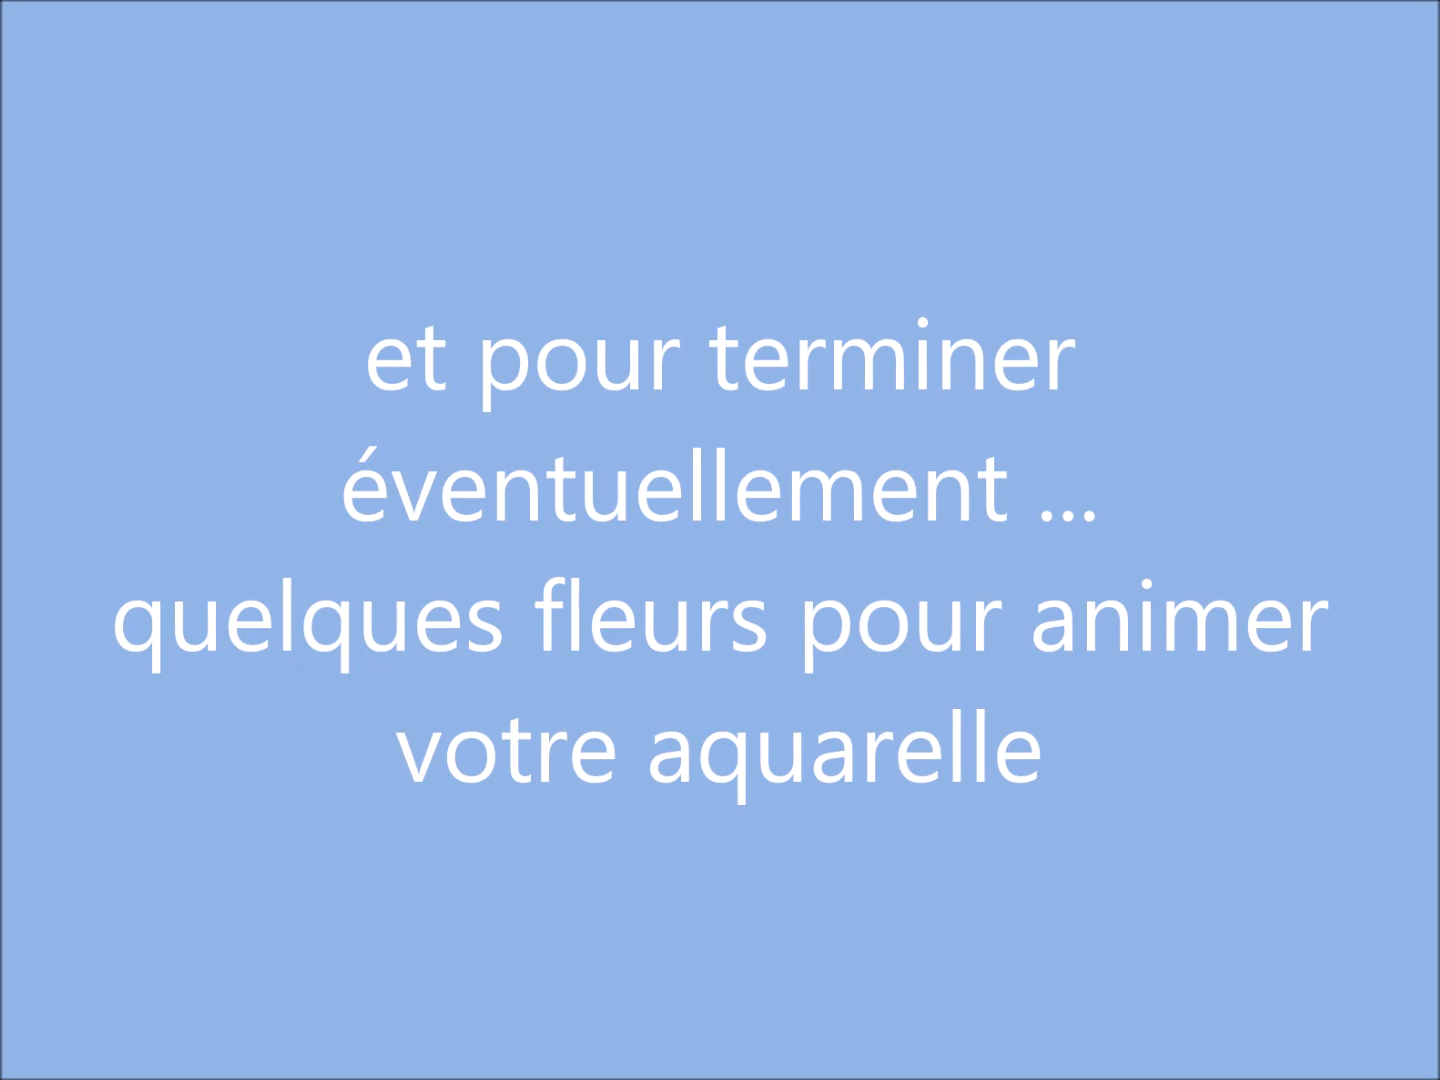 et pour terminer
éventuellement ...
quelques fleurs pour animer
votre aquarelle